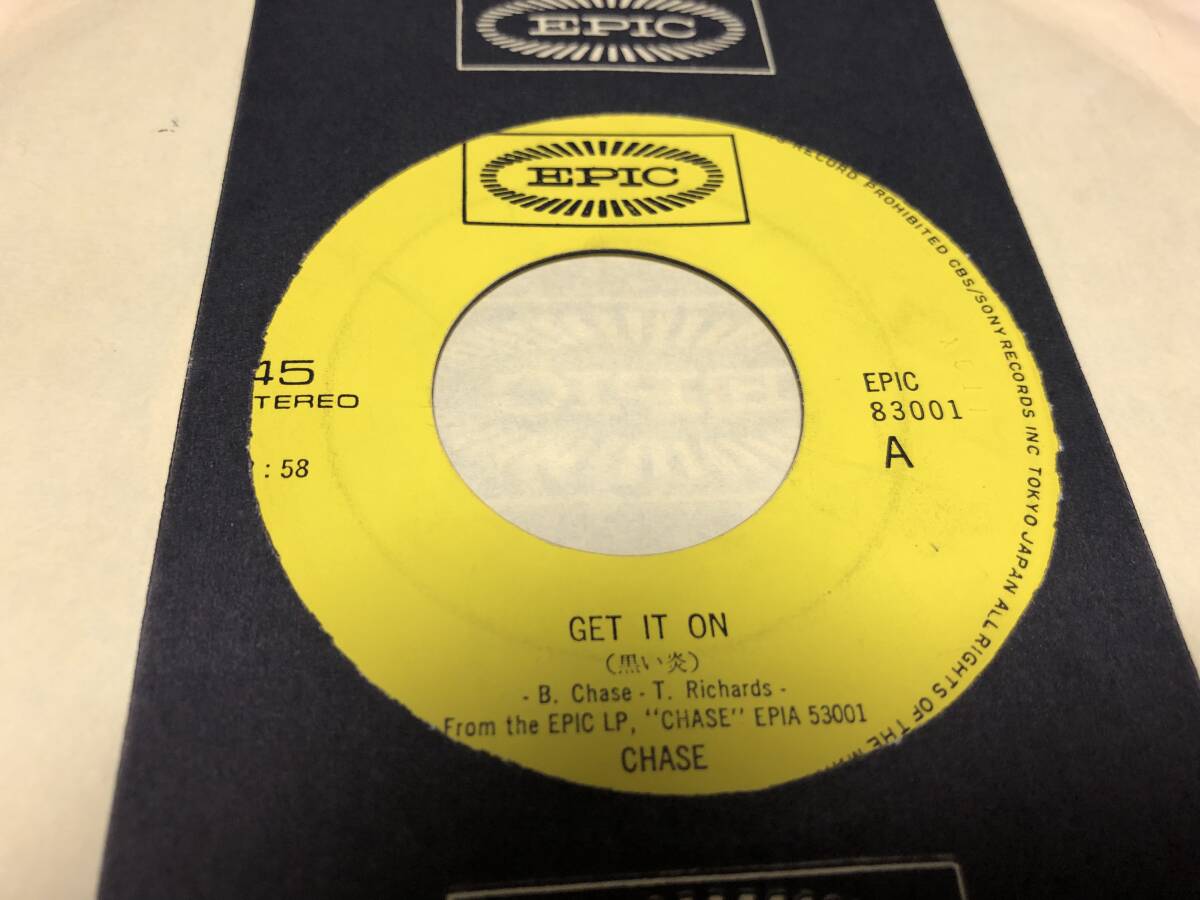 EPIC
EPIC
45
STEREO
: 58
EPIC
83001
A
GET IT ON
(黒い炎)
- B. Chase - T. Richards -
From the EPIC LP, "CHASE" EPIA 53001
CHASE
RECORD PROHIBITED CBS/SONY RECORDS INC TOKYO JAPAN ALL RIGHTS OF THE